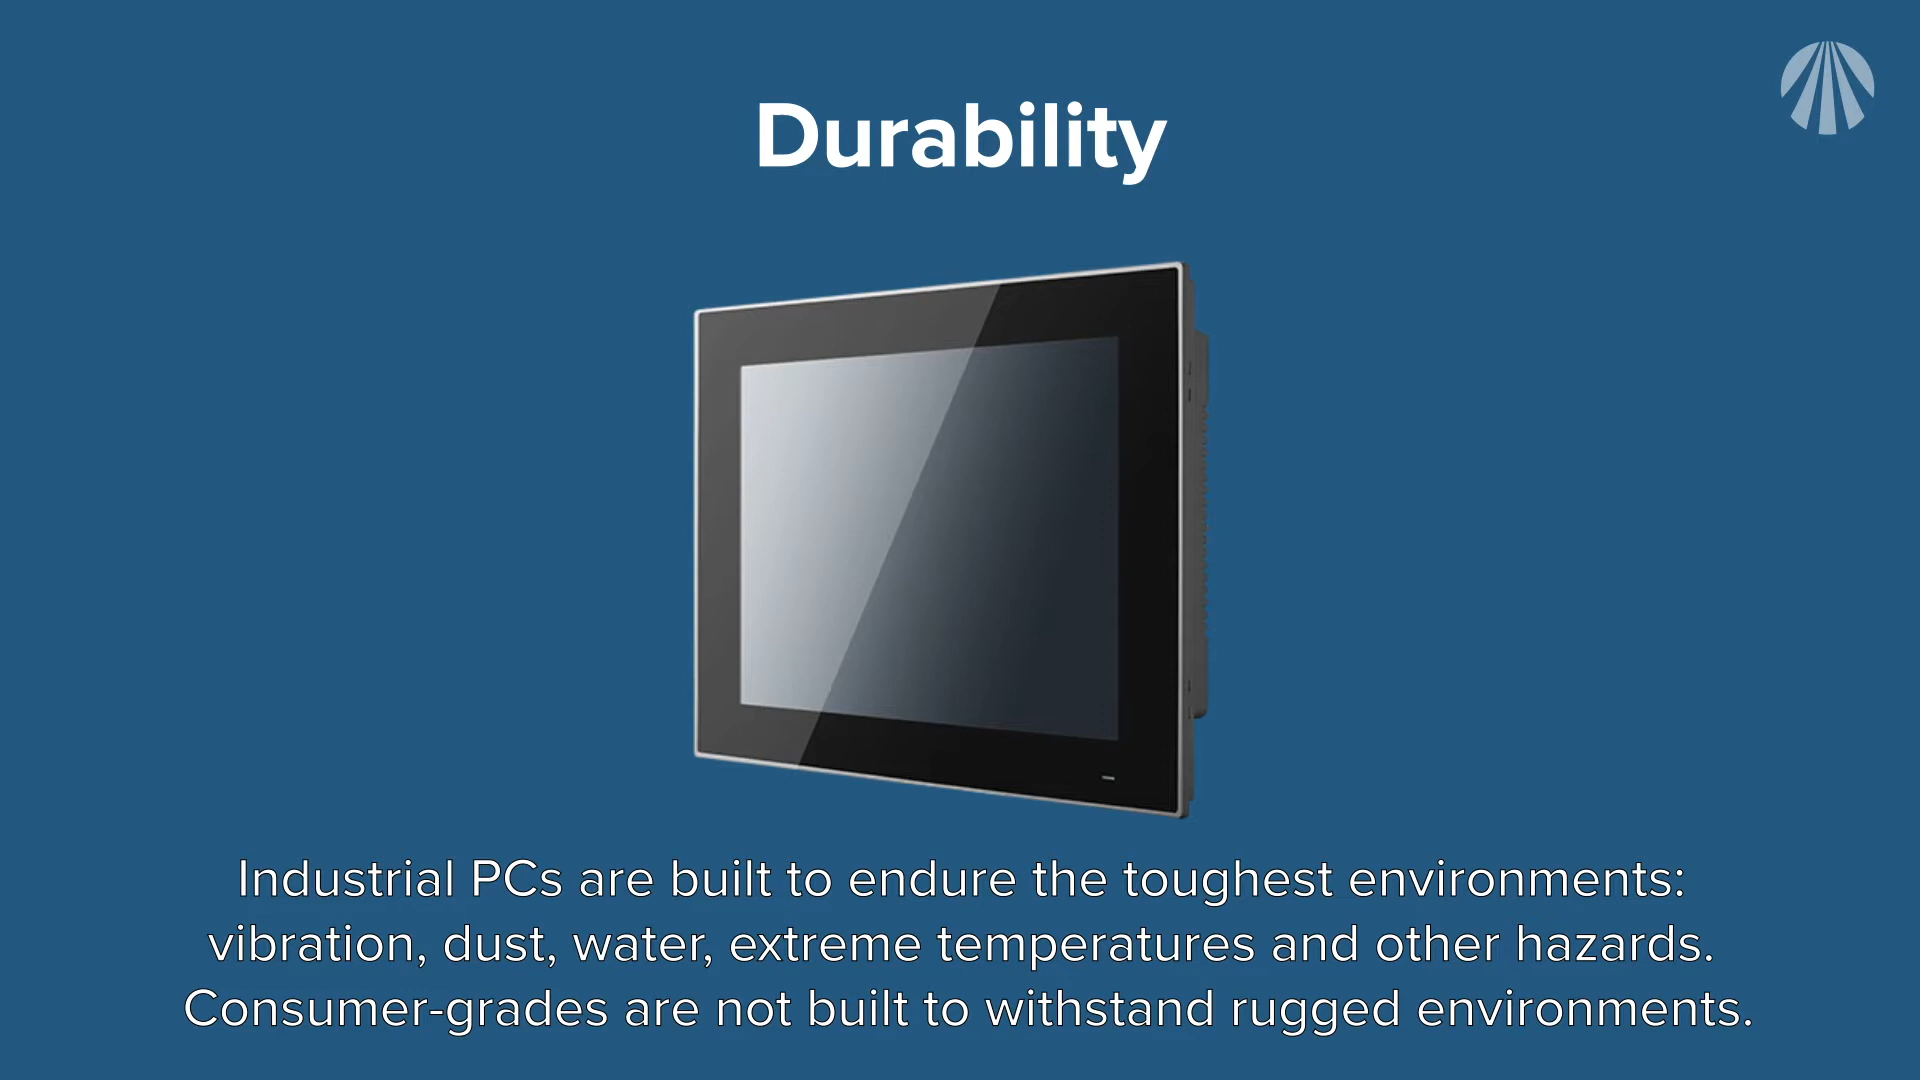 Durability
Industrial PCs are built to endure the toughest environments:
vibration, dust, water, extreme temperatures and other hazards.
Consumer-grades are not built to withstand rugged environments.